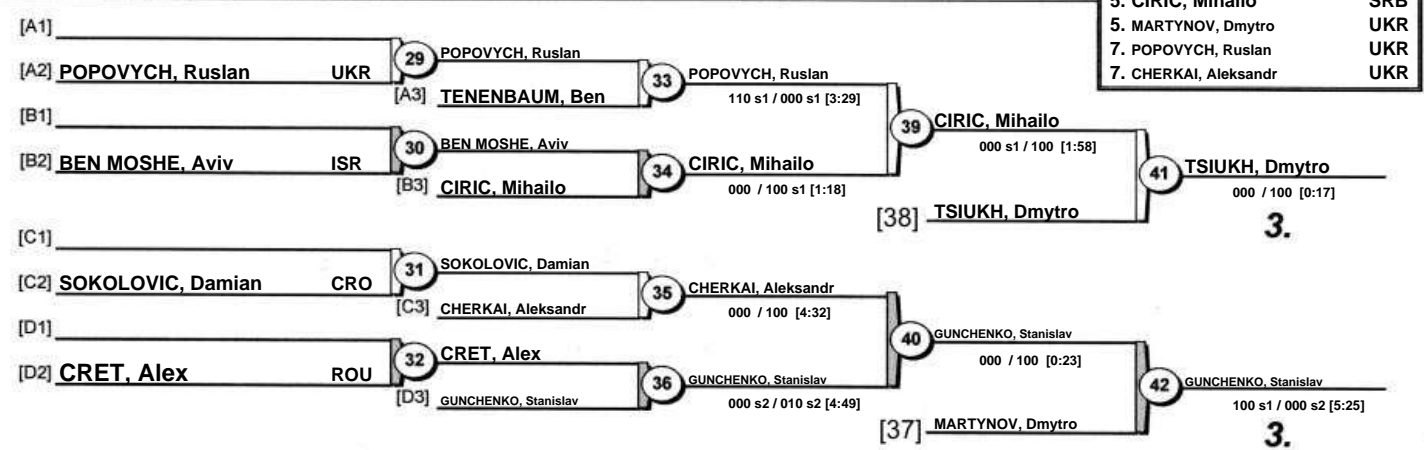 5. CIRIC, Mihailo SRB
5. MARTYNOV, Dmytro UKR
7. POPOVYCH, Ruslan UKR
7. CHERKAI, Aleksandr UKR
[A1]
[A2] POPOVYCH, Ruslan UKR
29
POPOVYCH, Ruslan
[A3] TENENBAUM, Ben
33
POPOVYCH, Ruslan
110 s1 / 000 s1 [3:29]
[B1]
[B2] BEN MOSHE, Aviv ISR
30
BEN MOSHE, Aviv
[B3] CIRIC, Mihailo
34
CIRIC, Mihailo
000 / 100 s1 [1:18]
39
CIRIC, Mihailo
000 s1 / 100 [1:58]
[38] TSIUKH, Dmytro
41
TSIUKH, Dmytro
000 / 100 [0:17]
3.
[C1]
[C2] SOKOLOVIC, Damian CRO
31
SOKOLOVIC, Damian
[C3] CHERKAI, Aleksandr
35
CHERKAI, Aleksandr
000 / 100 [4:32]
[D1]
[D2] CRET, Alex ROU
32
CRET, Alex
[D3] GUNCHENKO, Stanislav
36
GUNCHENKO, Stanislav
000 s2 / 010 s2 [4:49]
40
GUNCHENKO, Stanislav
000 / 100 [0:23]
[37] MARTYNOV, Dmytro
42
GUNCHENKO, Stanislav
100 s1 / 000 s2 [5:25]
3.